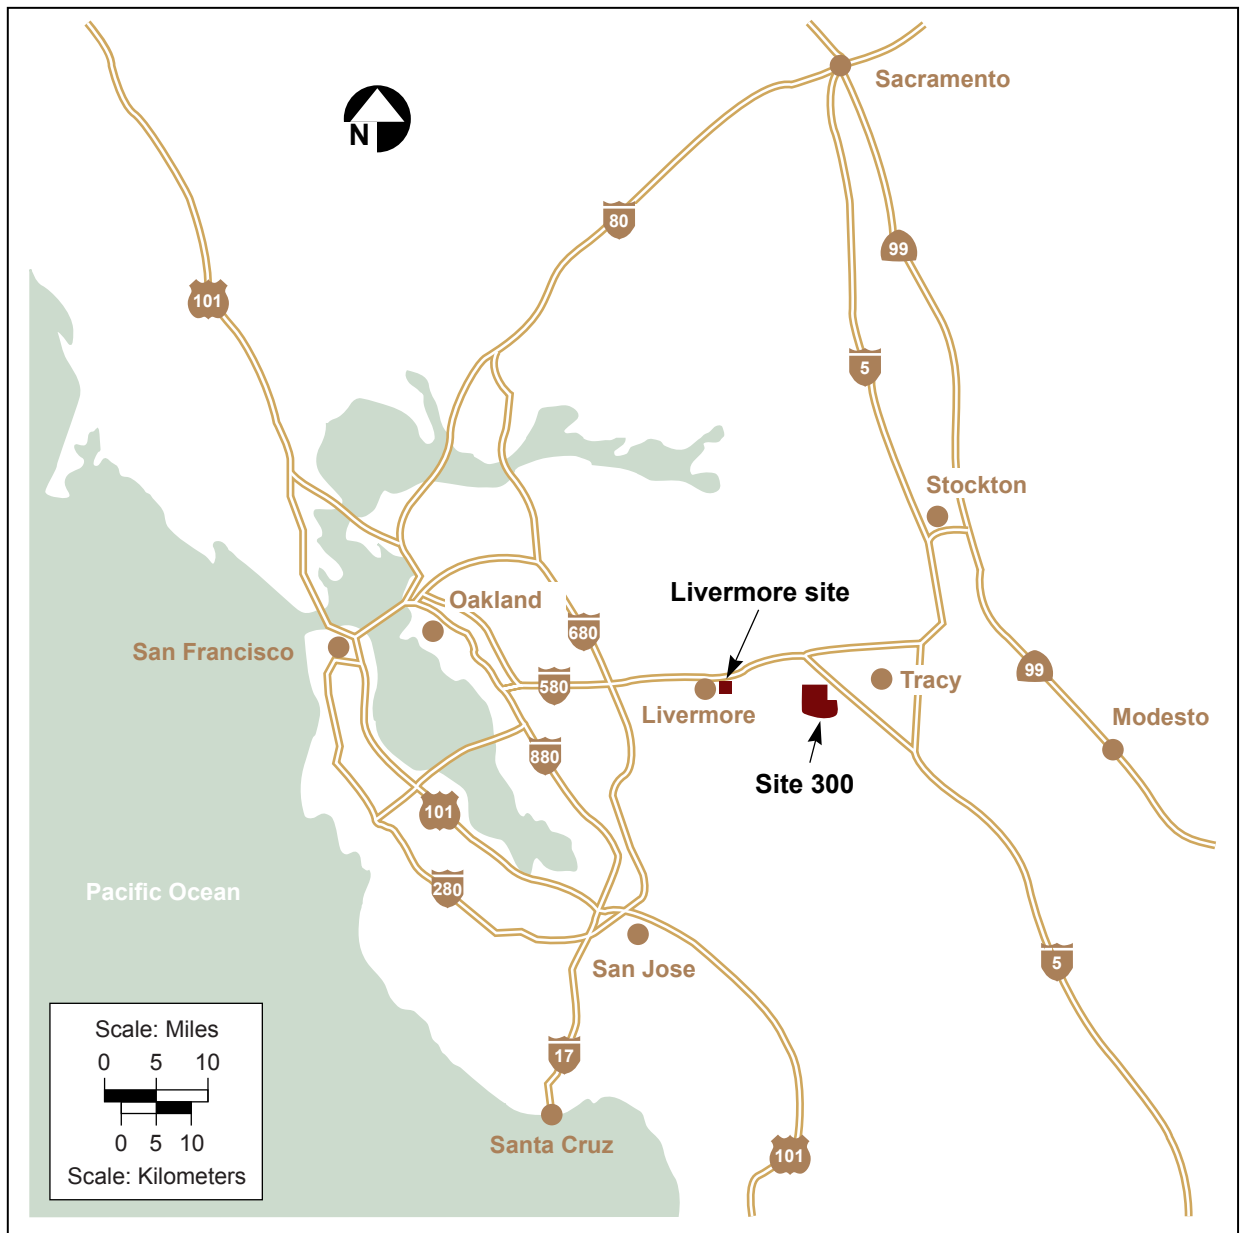 Sacramento
N
80
99
101
5
Stockton
Livermore site
Oakland
680
San Francisco
99
580
Tracy
Livermore
Modesto
880
Site 300
101
280
Pacific Ocean
5
San Jose
Scale: Miles
0 5 10
17
0 5 10
Santa Cruz
101
Scale: Kilometers